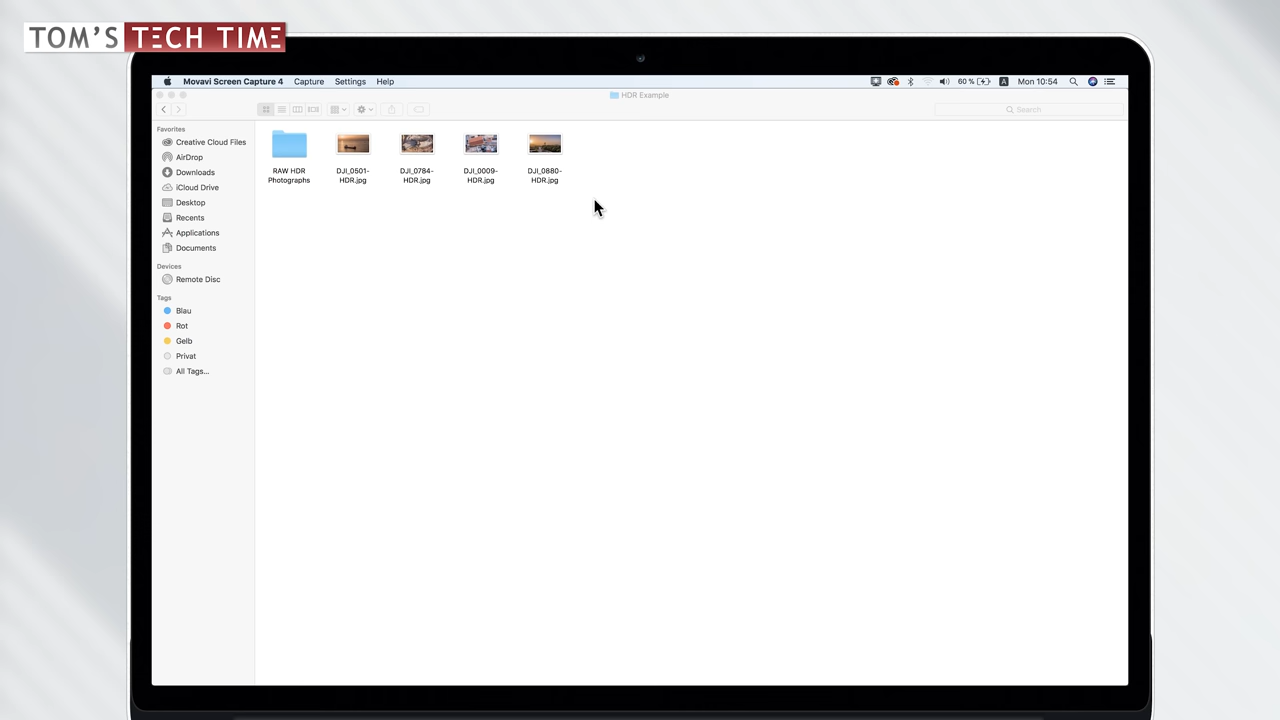 TOM'S TECH TIME
Movavi Screen Capture 4 Capture Settings Help
60 %
A
Mon 10:54
HDR Example
Search
Favorites
Creative Cloud Files
AirDrop
Downloads
iCloud Drive
Desktop
Recents
Applications
Documents
Devices
Remote Disc
Tags
Blau
Rot
Gelb
Privat
All Tags...
RAW HDR
Photographs
DJI_0501-
HDR.jpg
DJI_0784-
HDR.jpg
DJI_0009-
HDR.jpg
DJI_0880-
HDR.jpg